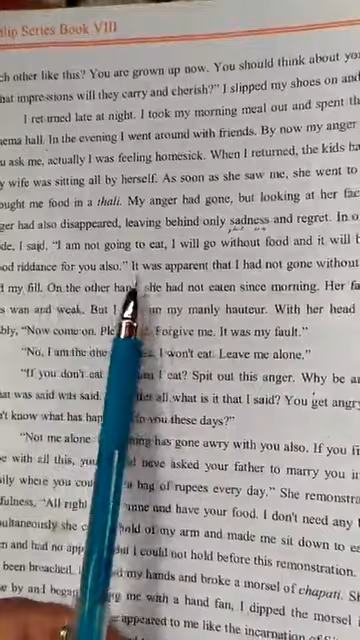 lip Series Book VIII
ch other like this? You are grown up now. You should think about
hat impressions will they carry and cherish?" I slipped my shoes on and
I returned late at night. I took my morning meal out and spent
ema hall. In the evening I went around with friends. By now my anger
u ask me, actually I was feeling homesick. When I returned, the kids
y wife was sitting all by herself. As soon as she saw me, she went to
ought me food in a thali. My anger had gone, but looking at her
ger had also disappeared, leaving behind only sadness and regret. In
de, I said, "I am not going to eat, I will go without food and it will
od riddance for you also." It was apparent that I had not gone without
d my fill. On the other han she had not eaten since morning. Her
s wan and weak. But I un my manly hauteur. With her head
bly, "Now come on. Forgive me. It was my fault."
"No, I am the one I won't eat. Leave me alone."
"If you don't eat I eat? Spit out this anger. Why be
at was said was said. all what is it that I said? You get angry
't know what has hap you these days?"
"Not me alone ing has gone awry with you also. If you
e with all this, you have asked your father to marry you
ily where you a bag of rupees every day." She
fulness, "All right and have your food. I don't need any
ultaneously she old of my arm and made me sit down to
n and had no app I could not hold before this remonstration.
been breached. my hands and broke a morsel of chapati.
e by and began me with a hand fan, I dipped the morsel
appeared to me like the incarnation of